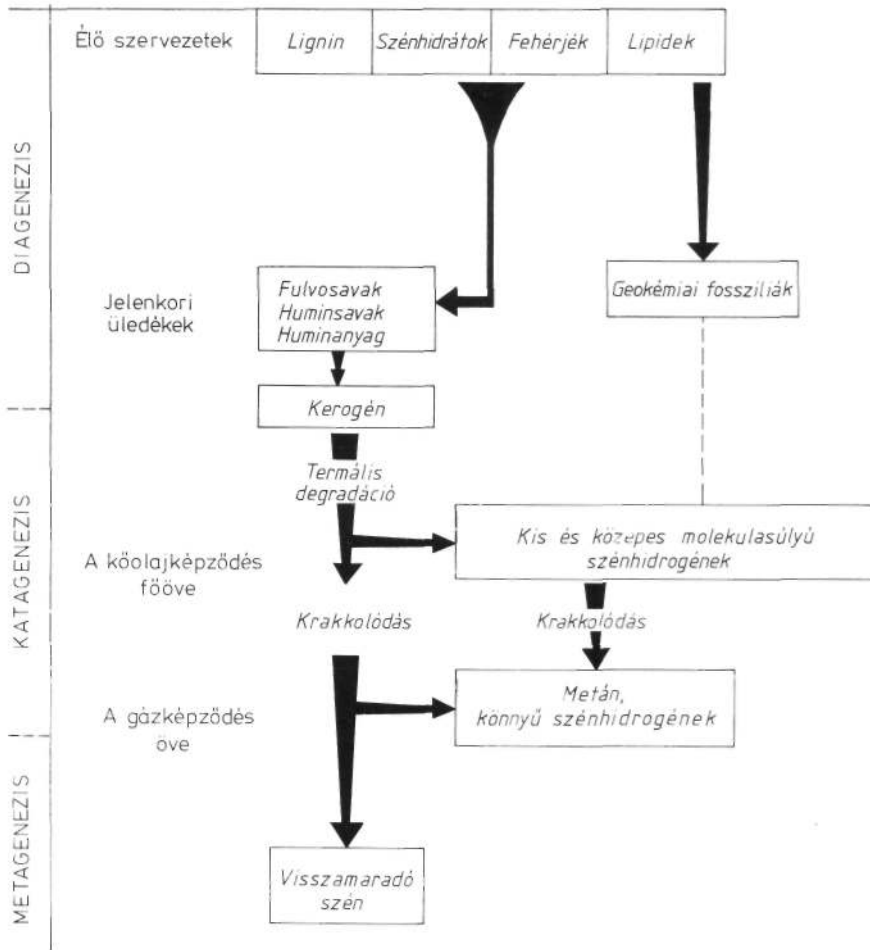 Élő szervezetek
Lignin
Szénhidrátok
Fehérjék
Lipidek
DIAGENEZIS
Jelenkori
üledékek
Fulvosavak
Huminsavak
Huminanyag
Geokémiai fossziliák
Kerogén
KATAGENEZIS
Termális
degradáció
A kőolajképződés
főöve
Kis és közepes molekulasúlyú
szénhidrogének
Krakkolódás
Krakkolódás
A gázképződés
öve
Metán,
könnyű szénhidrogének
METAGENEZIS
Visszamaradó
szén